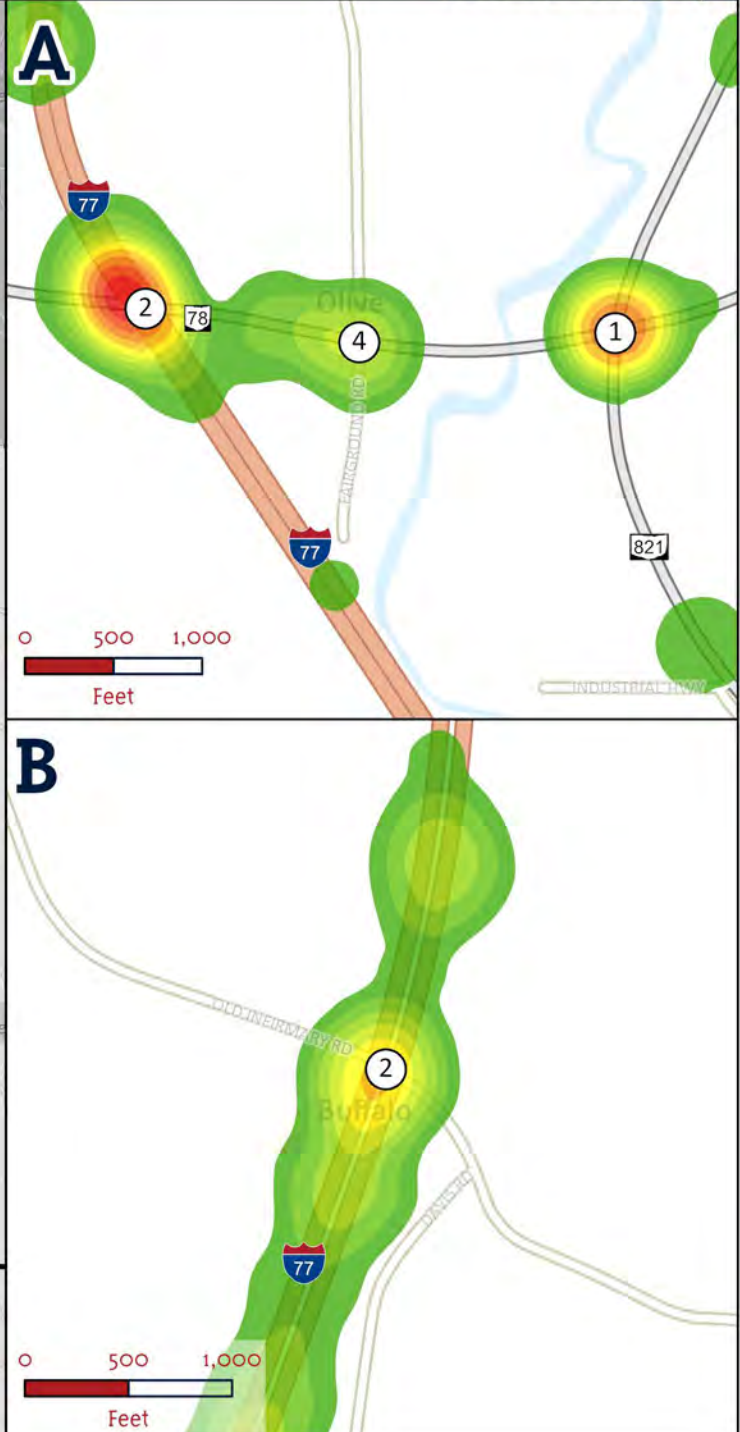 A
77
2
78
Olive
4
1
FAIRGROUND RD
77
821
0 500 1,000
Feet
INDUSTRIAL HWY
B
OLD INFIRMARY RD
2
Buffalo
DAVIS RD
77
0 500 1,000
Feet